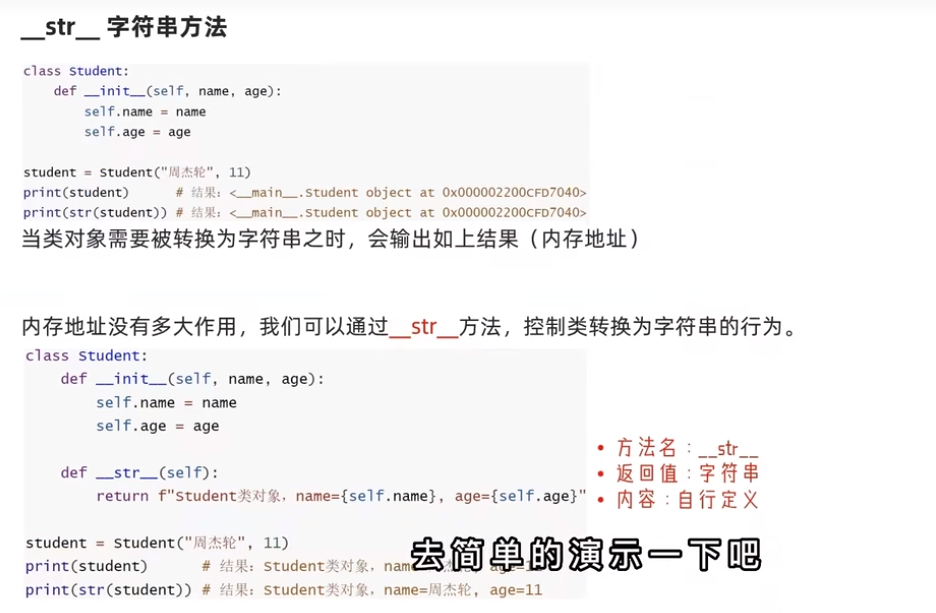 __str__ 字符串方法
class Student:
    def __init__(self, name, age):
        self.name = name
        self.age = age
student = Student("周杰轮", 11)
print(student)      # 结果：<__main__.Student object at 0x000002200CFD7040>
print(str(student)) # 结果：<__main__.Student object at 0x000002200CFD7040>
当类对象需要被转换为字符串之时，会输出如上结果（内存地址）
内存地址没有多大作用，我们可以通过__str__方法，控制类转换为字符串的行为。
class Student:
    def __init__(self, name, age):
        self.name = name
        self.age = age
    def __str__(self):
        return f"Student类对象，name={self.name}, age={self.age}"
• 方法名：__str__
• 返回值：字符串
• 内容：自行定义
student = Student("周杰轮", 11)
print(student)      # 结果：Student类对象，name=
print(str(student)) # 结果：Student类对象，name=周杰轮, age=11
去简单的演示一下吧